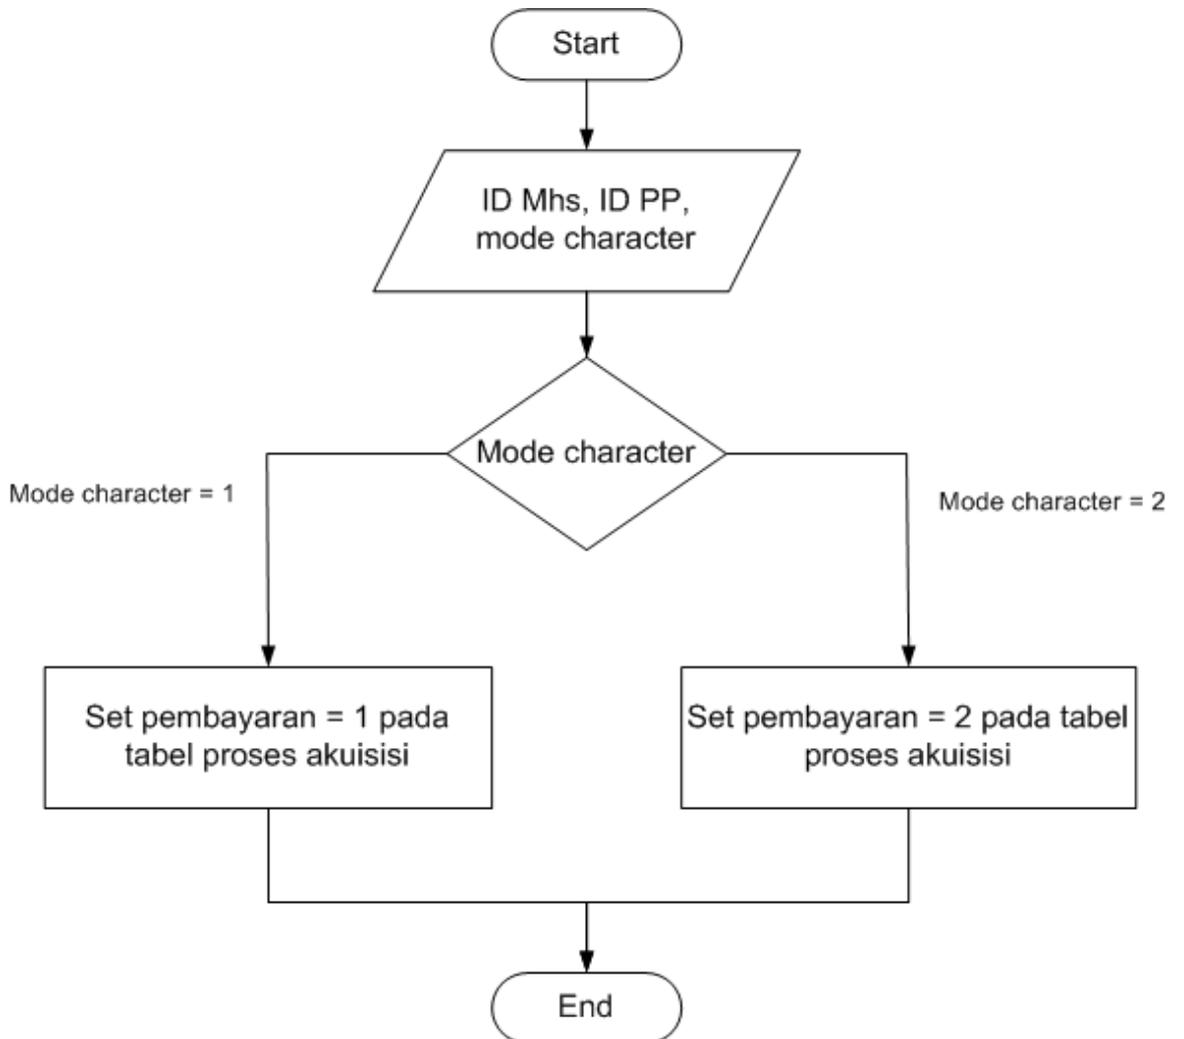 Start
ID Mhs, ID PP,
mode character
Mode character
Mode character = 1
Mode character = 2
Set pembayaran = 1 pada
tabel proses akuisisi
Set pembayaran = 2 pada tabel
proses akuisisi
End